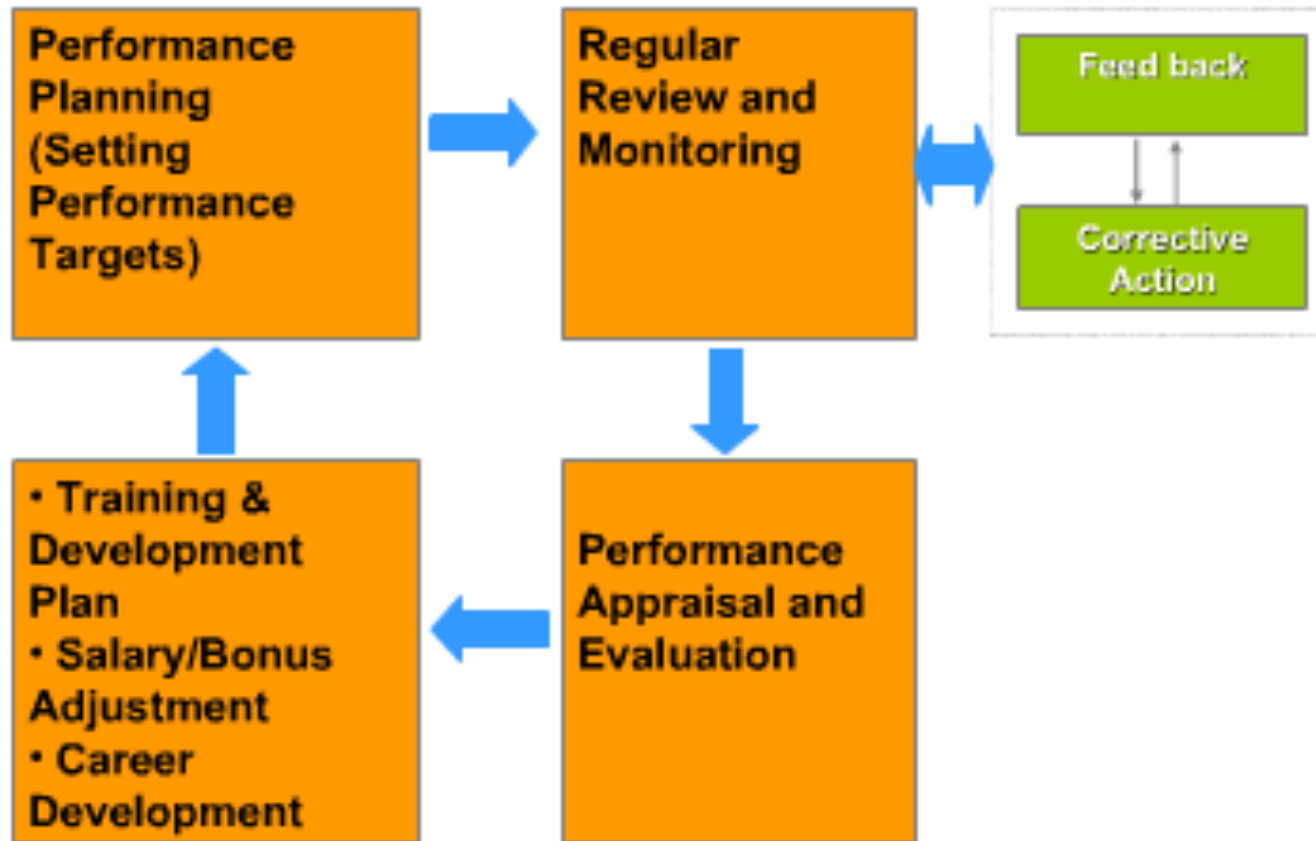 Performance
Planning
(Setting
Performance
Targets)
Regular
Review and
Monitoring
Feed back
Corrective
Action
• Training &
Development
Plan
• Salary/Bonus
Adjustment
• Career
Development
Performance
Appraisal and
Evaluation